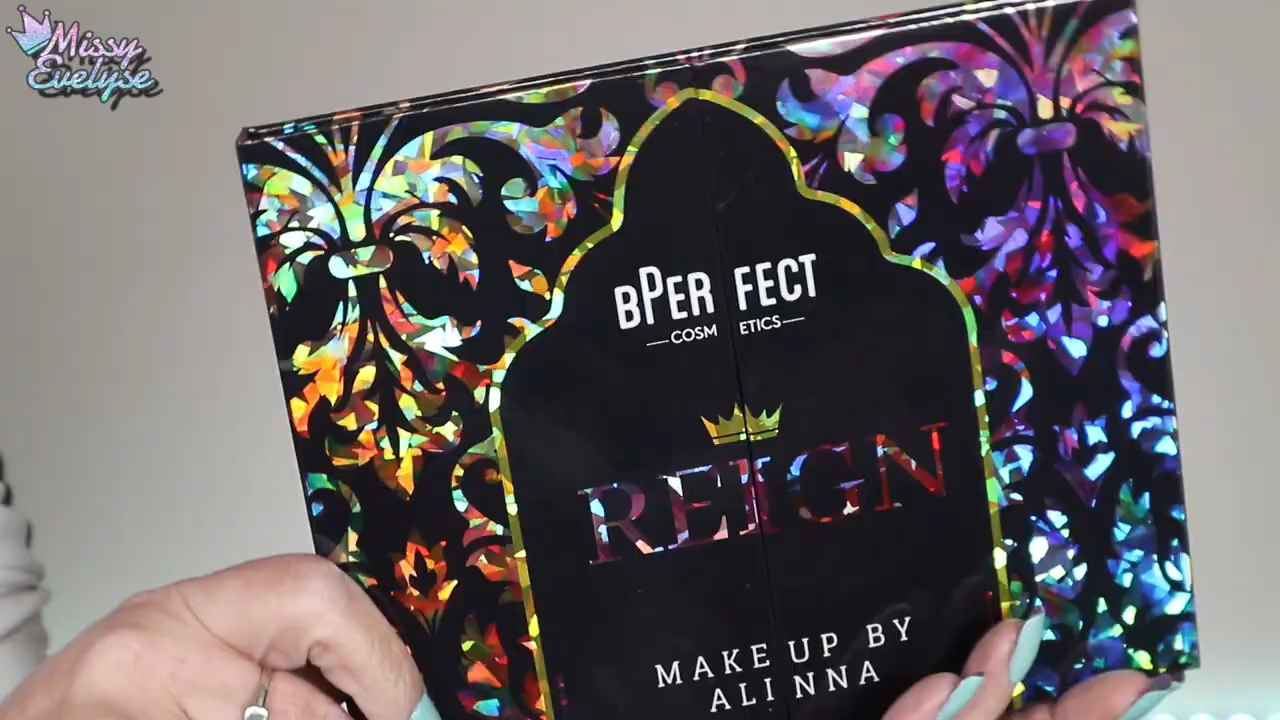 Missy
Evelyse
BPERFECT
COSMETICS
REIGN
MAKE UP BY
ALINNA